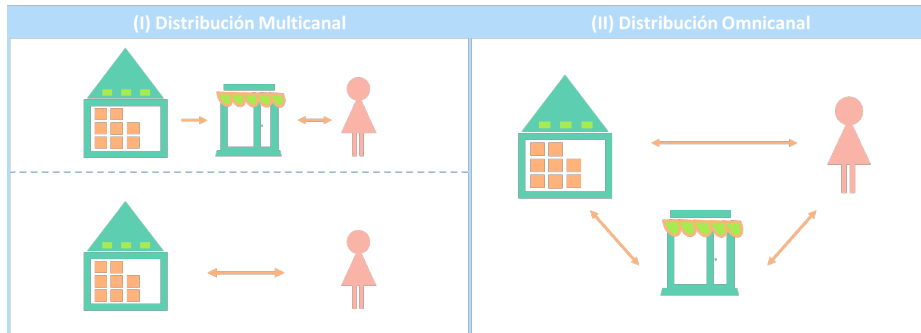 (I) Distribución Multicanal
(II) Distribución Omnicanal